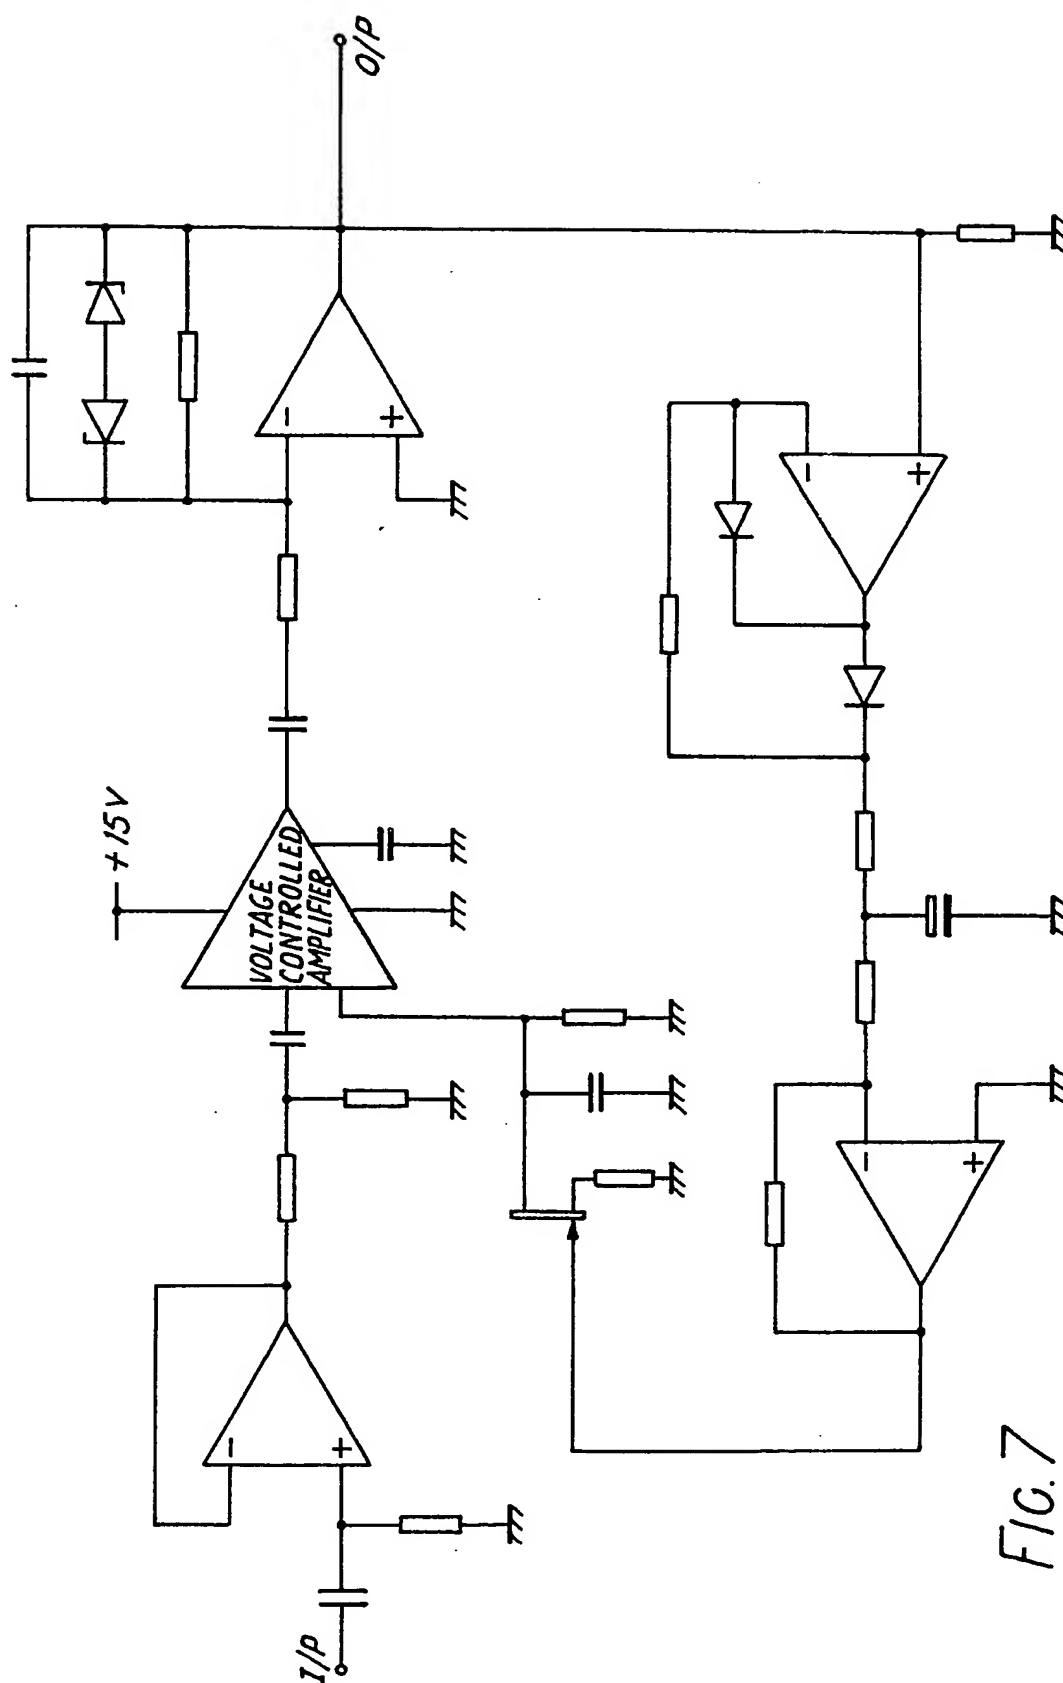 I/P
-
+
VOLTAGE
CONTROLLED
AMPLIFIER
+15V
-
+
O/P
-
+
-
+
FIG. 7